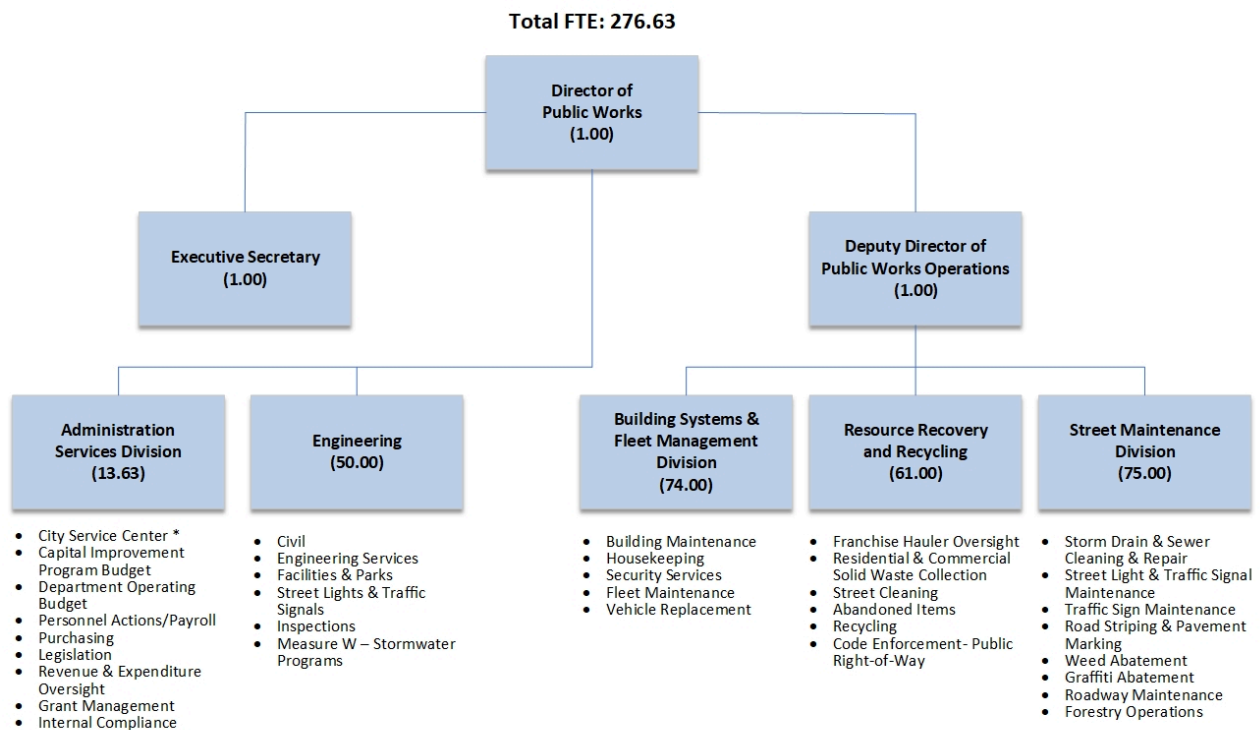 Total FTE: 276.63
Director of
Public Works
(1.00)
Executive Secretary
(1.00)
Deputy Director of
Public Works Operations
(1.00)
Administration
Services Division
(13.63)
Engineering
(50.00)
Building Systems &
Fleet Management
Division
(74.00)
Resource Recovery
and Recycling
(61.00)
Street Maintenance
Division
(75.00)
• City Service Center *
• Capital Improvement
Program Budget
• Department Operating
Budget
• Personnel Actions/Payroll
• Purchasing
• Legislation
• Revenue & Expenditure
Oversight
• Grant Management
• Internal Compliance
• Civil
• Engineering Services
• Facilities & Parks
• Street Lights & Traffic
Signals
• Inspections
• Measure W – Stormwater
Programs
• Building Maintenance
• Housekeeping
• Security Services
• Fleet Maintenance
• Vehicle Replacement
• Franchise Hauler Oversight
• Residential & Commercial
Solid Waste Collection
• Street Cleaning
• Abandoned Items
• Recycling
• Code Enforcement- Public
Right-of-Way
• Storm Drain & Sewer
Cleaning & Repair
• Street Light & Traffic Signal
Maintenance
• Traffic Sign Maintenance
• Road Striping & Pavement
Marking
• Weed Abatement
• Graffiti Abatement
• Roadway Maintenance
• Forestry Operations